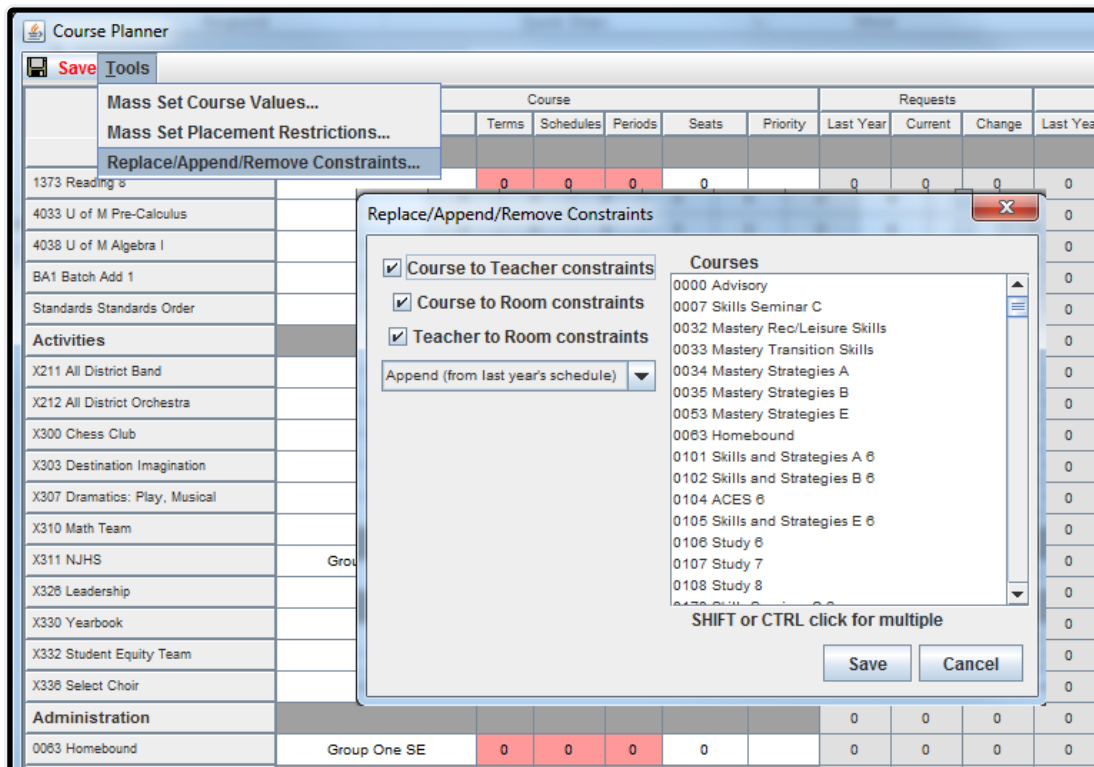 Course Planner
Save Tools
Mass Set Course Values...
Mass Set Placement Restrictions...
Replace/Append/Remove Constraints...
Course Requests
Terms Schedules Periods Seats Priority Last Year Current Change Last Yea
1373 Reading 8 0 0 0 0 0 0 0 0
4033 U of M Pre-Calculus 0
4038 U of M Algebra I 0
BA1 Batch Add 1 0
Standards Standards Order 0
Activities
X211 All District Band 0
X212 All District Orchestra 0
X300 Chess Club 0
X303 Destination Imagination 0
X307 Dramatics: Play, Musical 0
X310 Math Team 0
X311 NJHS Grou 0
X326 Leadership 0
X330 Yearbook 0
X332 Student Equity Team 0
X336 Select Choir 0
Administration 0 0 0 0
0063 Homebound Group One SE 0 0 0 0 0 0 0 0
Replace/Append/Remove Constraints
Course to Teacher constraints
Course to Room constraints
Teacher to Room constraints
Append (from last year's schedule)
Courses
0000 Advisory
0007 Skills Seminar C
0032 Mastery Rec/Leisure Skills
0033 Mastery Transition Skills
0034 Mastery Strategies A
0035 Mastery Strategies B
0053 Mastery Strategies E
0063 Homebound
0101 Skills and Strategies A 6
0102 Skills and Strategies B 6
0104 ACES 6
0105 Skills and Strategies E 6
0106 Study 6
0107 Study 7
0108 Study 8
SHIFT or CTRL click for multiple
Save Cancel